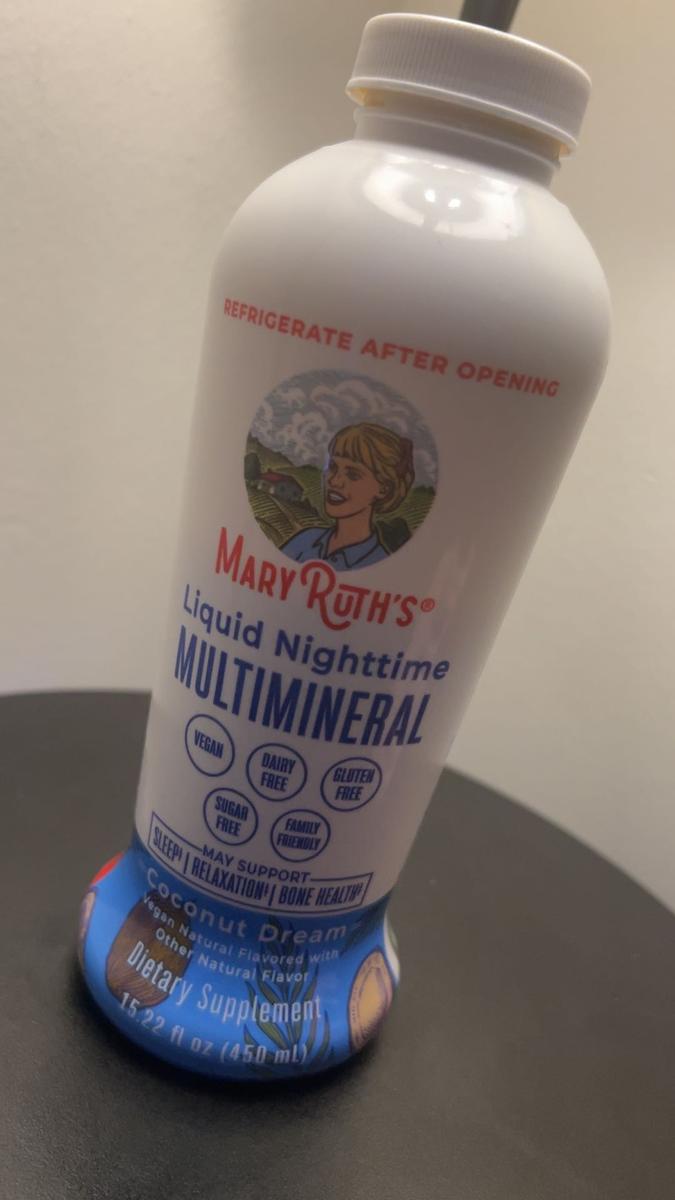 REFRIGERATE AFTER OPENING
MARY RUTH'S®
Liquid Nighttime
MULTIMINERAL
VEGAN
DAIRY
FREE
GLUTEN
FREE
SUGAR
FREE
FAMILY
FRIENDLY
MAY SUPPORT
SLEEP‡ | RELAXATION‡ | BONE HEALTH‡
Coconut Dream
Vegan Natural Flavored with
Other Natural Flavor
Dietary Supplement
15.22 fl oz (450 mL)